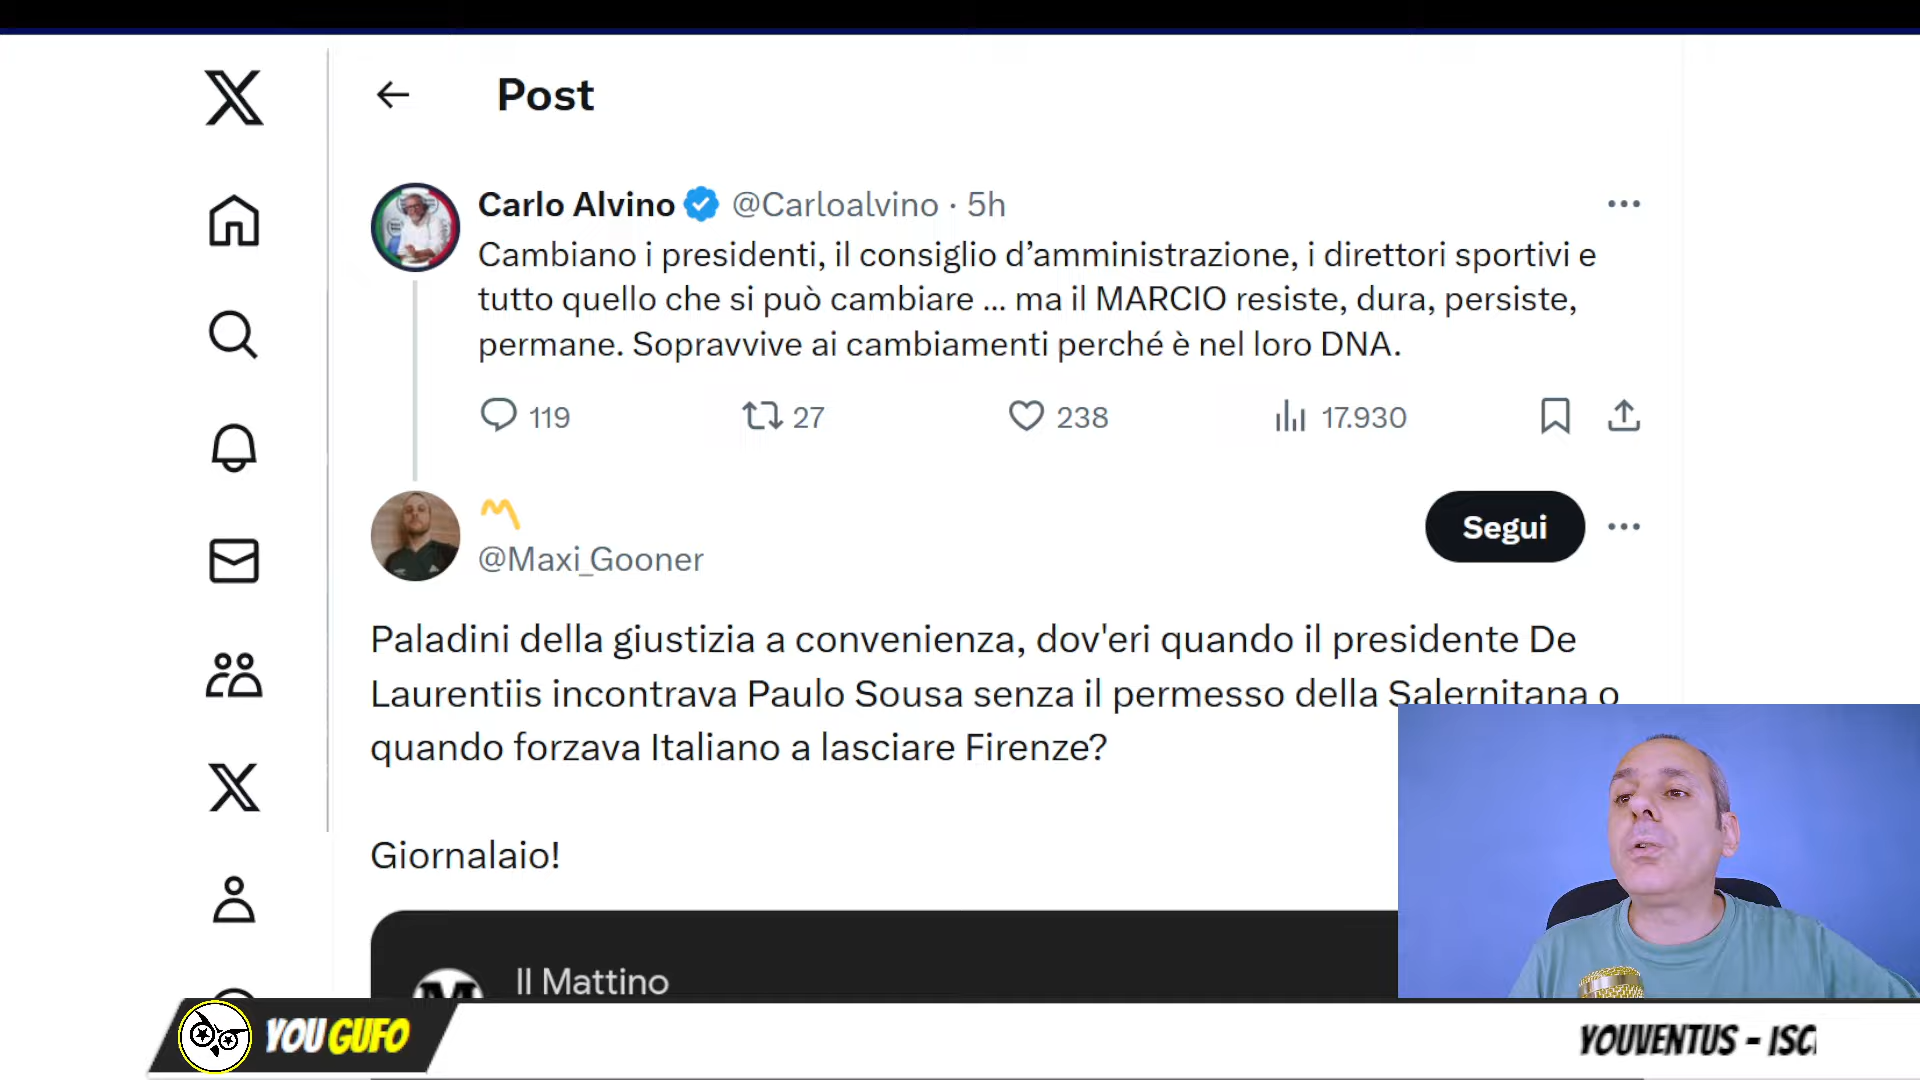 Post
Carlo Alvino @Carloalvino · 5h
Cambiano i presidenti, il consiglio d’amministrazione, i direttori sportivi e
tutto quello che si può cambiare ... ma il MARCIO resiste, dura, persiste,
permane. Sopravvive ai cambiamenti perché è nel loro DNA.
119 27 238 17.930
Segui
@Maxi_Gooner
Paladini della giustizia a convenienza, dov'eri quando il presidente De
Laurentiis incontrava Paulo Sousa senza il permesso della Salernitana o
quando forzava Italiano a lasciare Firenze?
Giornalaio!
Il Mattino
YOU GUFO
YOUVENTUS - ISC